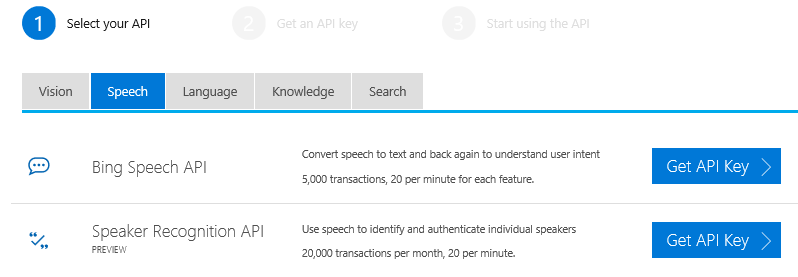 1 Select your API 2 Get an API key 3 Start using the API
Vision Speech Language Knowledge Search
Bing Speech API
Convert speech to text and back again to understand user intent
5,000 transactions, 20 per minute for each feature.
Get API Key
Speaker Recognition API
PREVIEW
Use speech to identify and authenticate individual speakers
20,000 transactions per month, 20 per minute.
Get API Key